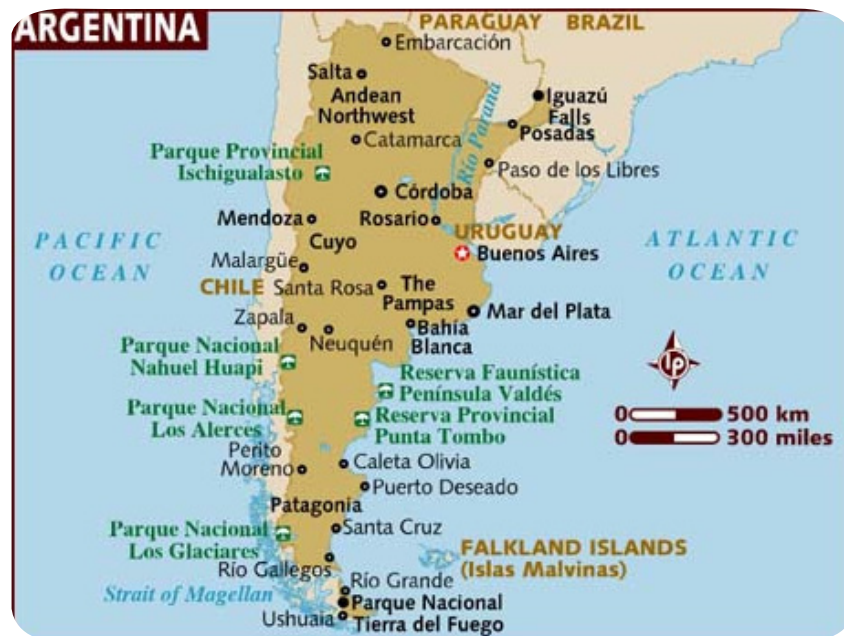 ARGENTINA
PARAGUAY
BRAZIL
Embarcación
Salta
Andean
Northwest
Río Paraná
Iguazú
Falls
Posadas
Catamarca
Parque Provincial
Ischigualasto
Paso de los Libres
Córdoba
Mendoza
Rosario
URUGUAY
Cuyo
PACIFIC
OCEAN
ATLANTIC
OCEAN
Buenos Aires
Malargüe
CHILE
Santa Rosa
The
Pampas
Mar del Plata
Zapala
Neuquén
Bahía
Blanca
Parque Nacional
Nahuel Huapi
lp
Reserva Faunística
Península Valdés
Parque Nacional
Los Alerces
Reserva Provincial
Punta Tombo
0 500 km
0 300 miles
Perito
Moreno
Caleta Olivia
Puerto Deseado
Patagonia
Parque Nacional
Los Glaciares
Santa Cruz
FALKLAND ISLANDS
(Islas Malvinas)
Río Gallegos
Strait of Magellan
Río Grande
Parque Nacional
Tierra del Fuego
Ushuaia